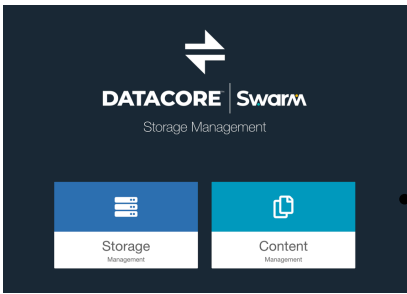 DATACORE | Swarm
Storage Management
Storage
Management
Content
Management